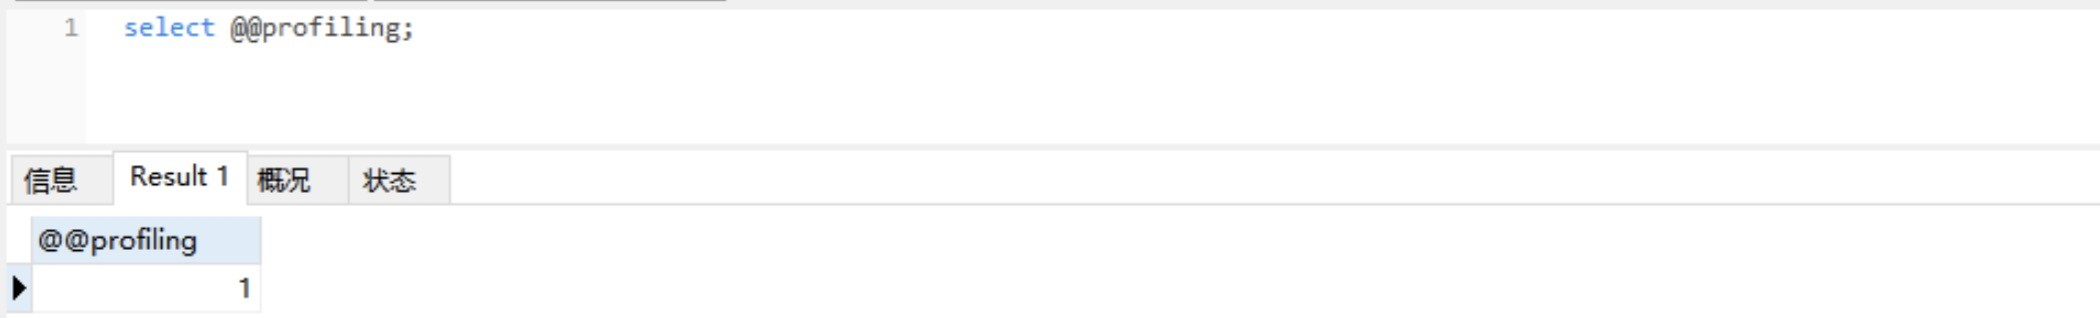 1 select @@profiling;
信息 Result 1 概况 状态
@@profiling
1